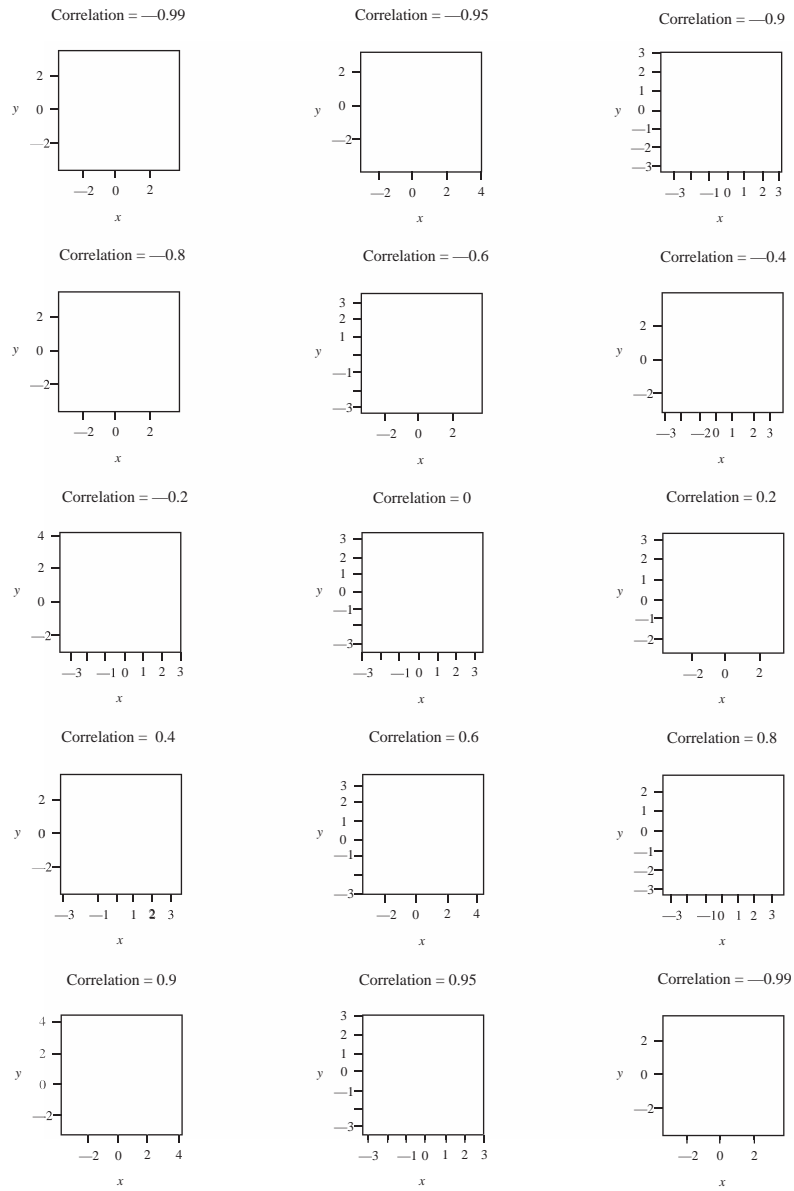 Correlation = —0.99
2
y 0
—2
—2 0 2
x
Correlation = —0.95
2
y 0
—2
—2 0 2 4
x
Correlation = —0.9
3
2
1
y 0
—1
—2
—3
—3 —1 0 1 2 3
x
Correlation = —0.8
2
y 0
—2
—2 0 2
x
Correlation = —0.6
3
2
1
y
—1
—3
—2 0 2
x
Correlation = —0.4
2
y 0
—2
—3 —2 0 1 2 3
x
Correlation = —0.2
4
2
y 0
—2
—3 —1 0 1 2 3
x
Correlation = 0
3
2
1
y 0
—1
—3
—3 —1 0 1 2 3
x
Correlation = 0.2
3
2
1
y 0
—1
—2
—2 0 2
x
Correlation = 0.4
2
y 0
—2
—3 —1 1 2 3
x
Correlation = 0.6
3
2
1
y 0
—1
—3
—2 0 2 4
x
Correlation = 0.8
2
1
y 0
—1
—2
—3
—3 —10 1 2 3
x
Correlation = 0.9
4
2
y 0
—2
—2 0 2 4
x
Correlation = 0.95
3
2
1
y 0
—1
—3
—3 —1 0 1 2 3
x
Correlation = —0.99
2
y 0
—2
—2 0 2
x